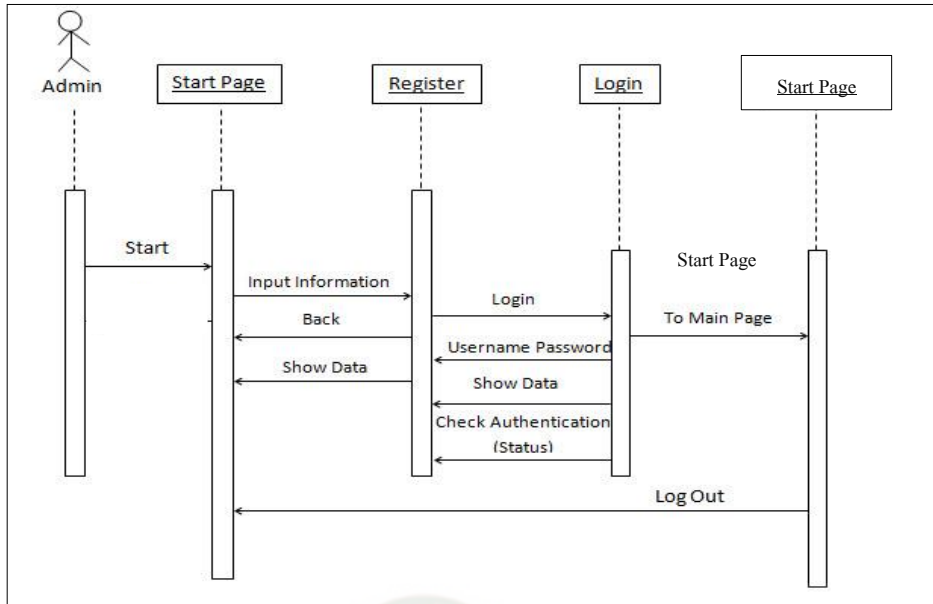 Admin
Start Page
Register
Login
Start Page
Start
Start Page
Input Information
Login
Back
To Main Page
Username Password
Show Data
Show Data
Check Authentication
(Status)
Log Out